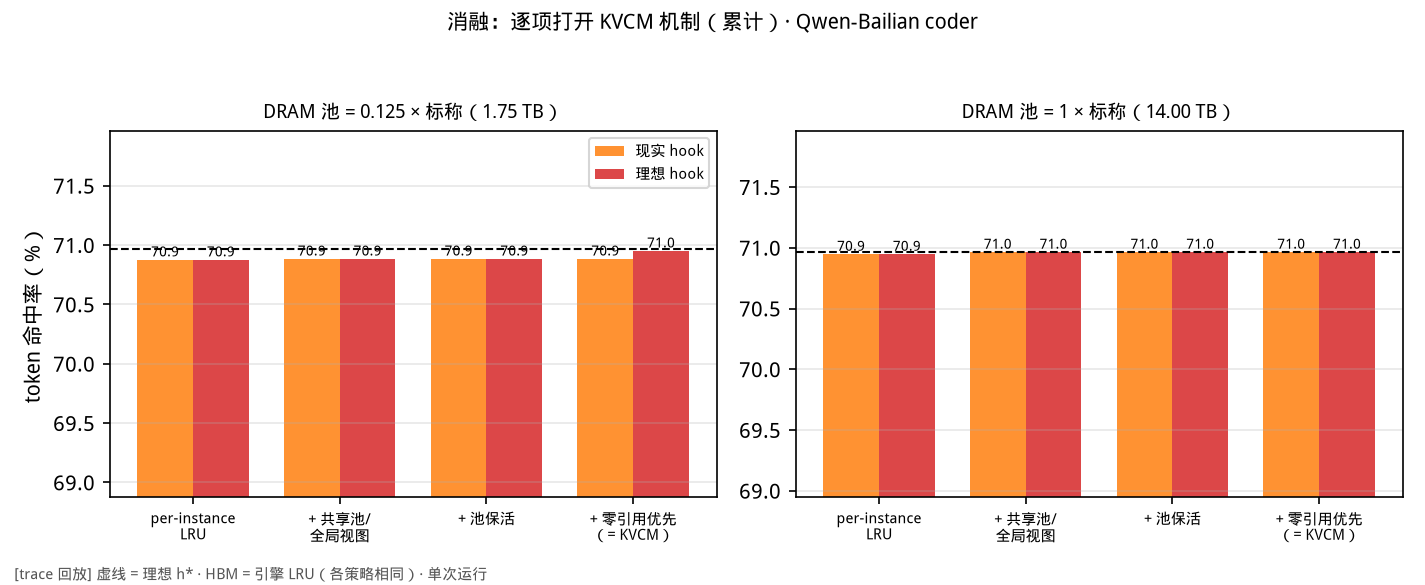 消融：逐项打开 KVCM 机制（累计）· Qwen-Bailian coder
DRAM 池 = 0.125 × 标称（1.75 TB）
现实 hook
理想 hook
token 命中率（%）
71.5
71.0
70.5
70.0
69.5
69.0
70.9
70.9
70.9
70.9
70.9
70.9
70.9
71.0
per-instance
LRU
+ 共享池/
全局视图
+ 池保活
+ 零引用优先
（= KVCM）
DRAM 池 = 1 × 标称（14.00 TB）
71.5
71.0
70.5
70.0
69.5
69.0
70.9
70.9
71.0
71.0
71.0
71.0
71.0
71.0
per-instance
LRU
+ 共享池/
全局视图
+ 池保活
+ 零引用优先
（= KVCM）
[trace 回放] 虚线 = 理想 h* · HBM = 引擎 LRU（各策略相同）· 单次运行